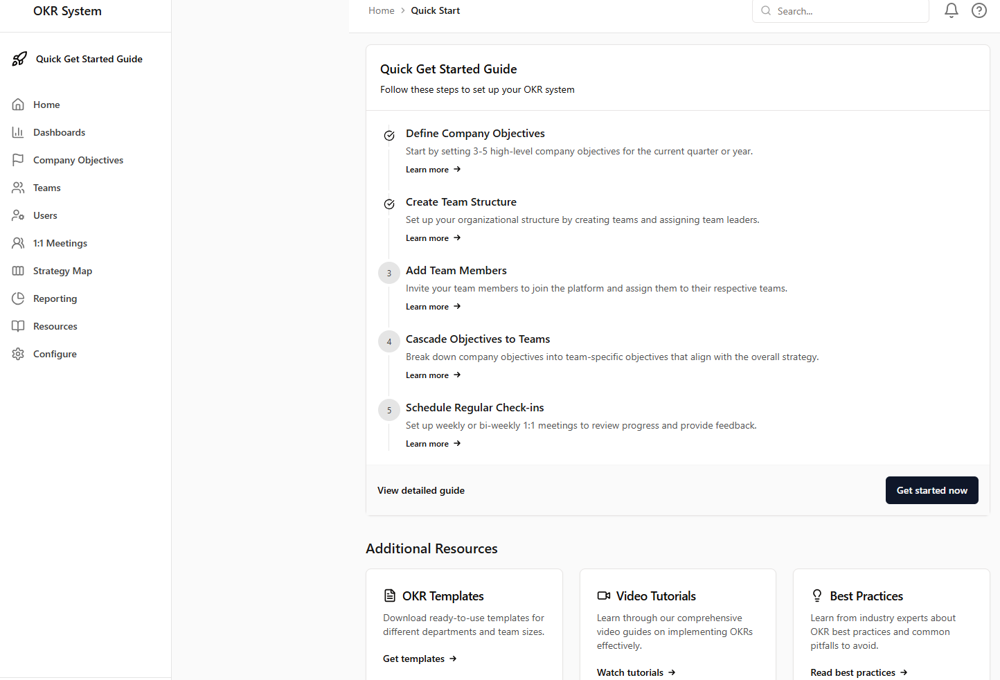 OKR System
Quick Get Started Guide
Home
Dashboards
Company Objectives
Teams
Users
1:1 Meetings
Strategy Map
Reporting
Resources
Configure
Home > Quick Start
Search...
Quick Get Started Guide
Follow these steps to set up your OKR system
Define Company Objectives
Start by setting 3-5 high-level company objectives for the current quarter or year.
Learn more →
Create Team Structure
Set up your organizational structure by creating teams and assigning team leaders.
Learn more →
3 Add Team Members
Invite your team members to join the platform and assign them to their respective teams.
Learn more →
4 Cascade Objectives to Teams
Break down company objectives into team-specific objectives that align with the overall strategy.
Learn more →
5 Schedule Regular Check-ins
Set up weekly or bi-weekly 1:1 meetings to review progress and provide feedback.
Learn more →
View detailed guide
Get started now
Additional Resources
OKR Templates
Download ready-to-use templates for
different departments and team sizes.
Get templates →
Video Tutorials
Learn through our comprehensive
video guides on implementing OKRs
effectively.
Watch tutorials →
Best Practices
Learn from industry experts about
OKR best practices and common
pitfalls to avoid.
Read best practices →